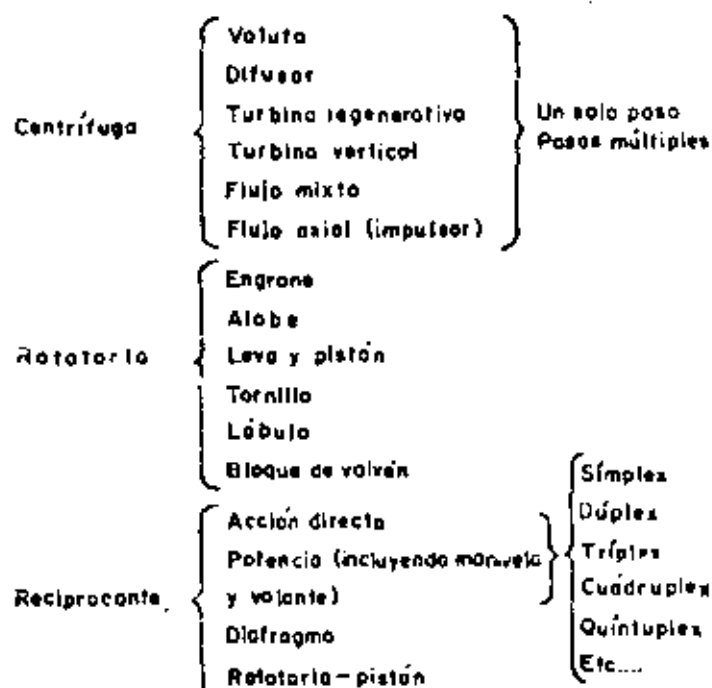 Centrífuga
Voluta
Difusor
Turbina regenerativa
Turbina vertical
Flujo mixto
Flujo axial (impulsor)
Un solo paso
Pasos múltiples
Rotatoria
Engrane
Alabe
Leva y pistón
Tornillo
Lóbulo
Bloque de vaivén
Reciprocante
Acción directa
Potencia (incluyendo manivela
y volante)
Diafragma
Rotatorio-pistón
Símplex
Dúplex
Tríplex
Cuádruplex
Quíntuplex
Etc....